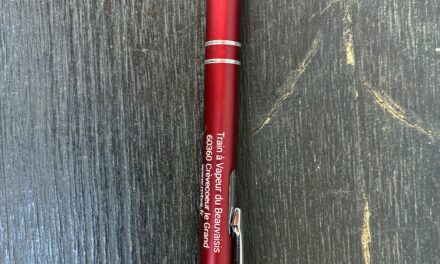 Train à Vapeur du Beauvaisis
60360 Crèvecoeur le Grand